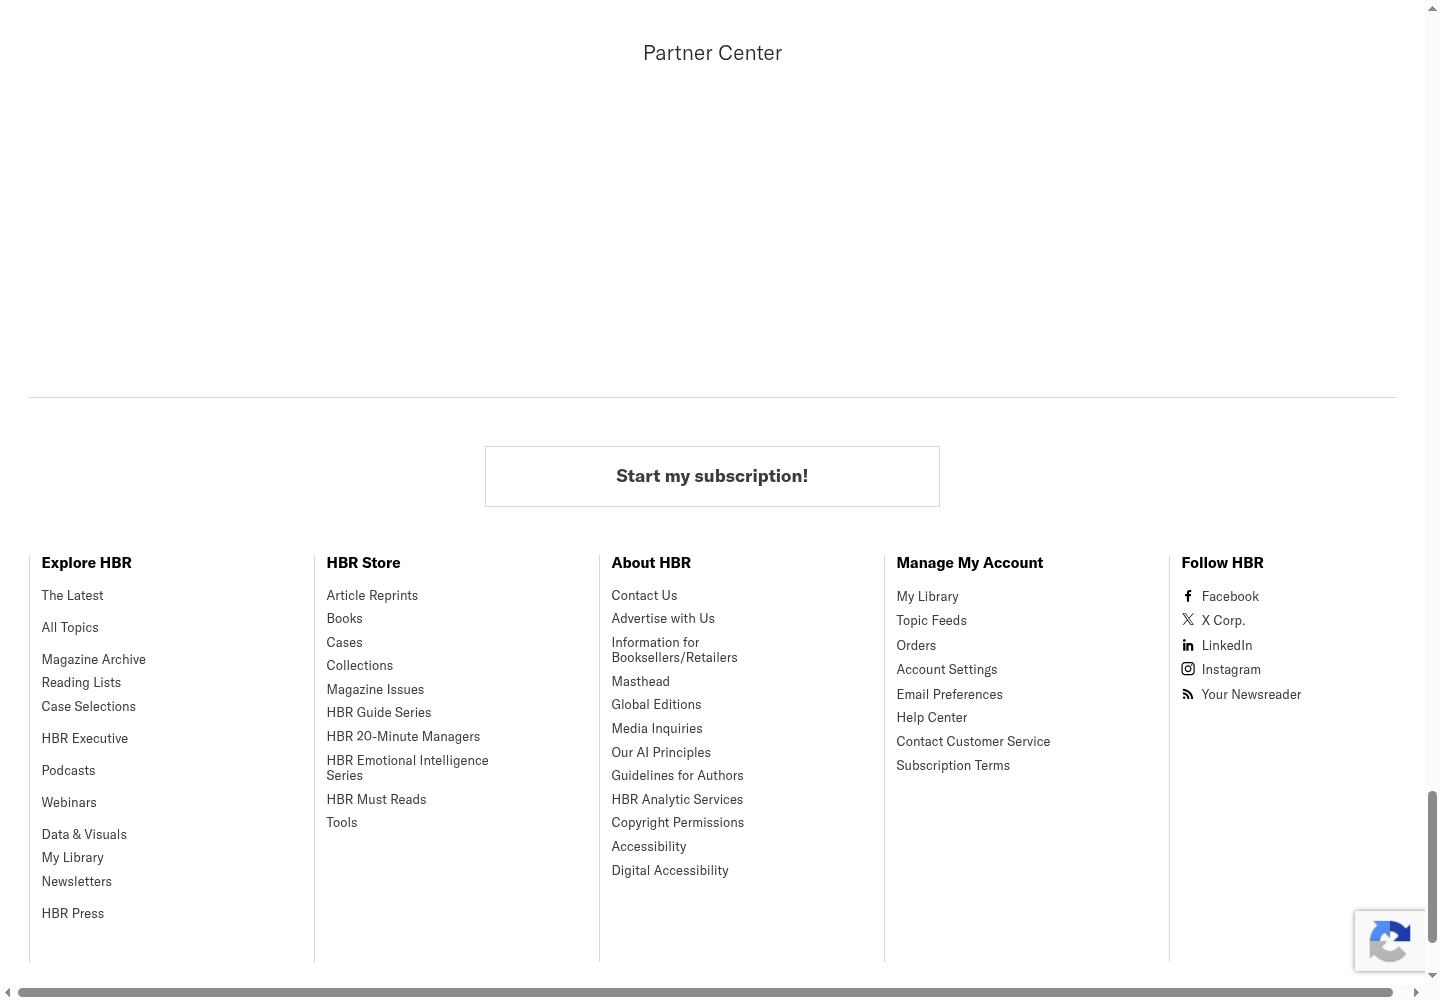 Partner Center
Start my subscription!
Explore HBR
The Latest
All Topics
Magazine Archive
Reading Lists
Case Selections
HBR Executive
Podcasts
Webinars
Data & Visuals
My Library
Newsletters
HBR Press
HBR Store
Article Reprints
Books
Cases
Collections
Magazine Issues
HBR Guide Series
HBR 20-Minute Managers
HBR Emotional Intelligence
Series
HBR Must Reads
Tools
About HBR
Contact Us
Advertise with Us
Information for
Booksellers/Retailers
Masthead
Global Editions
Media Inquiries
Our AI Principles
Guidelines for Authors
HBR Analytic Services
Copyright Permissions
Accessibility
Digital Accessibility
Manage My Account
My Library
Topic Feeds
Orders
Account Settings
Email Preferences
Help Center
Contact Customer Service
Subscription Terms
Follow HBR
Facebook
X Corp.
LinkedIn
Instagram
Your Newsreader